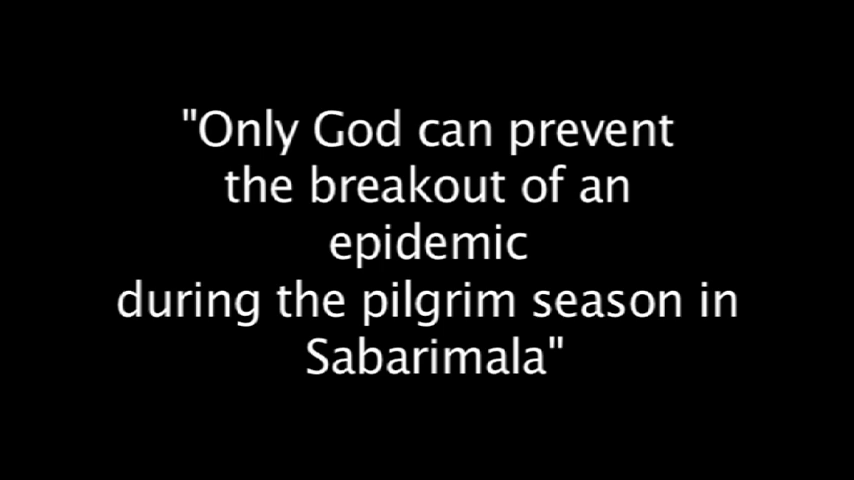 "Only God can prevent
the breakout of an
epidemic
during the pilgrim season in
Sabarimala"